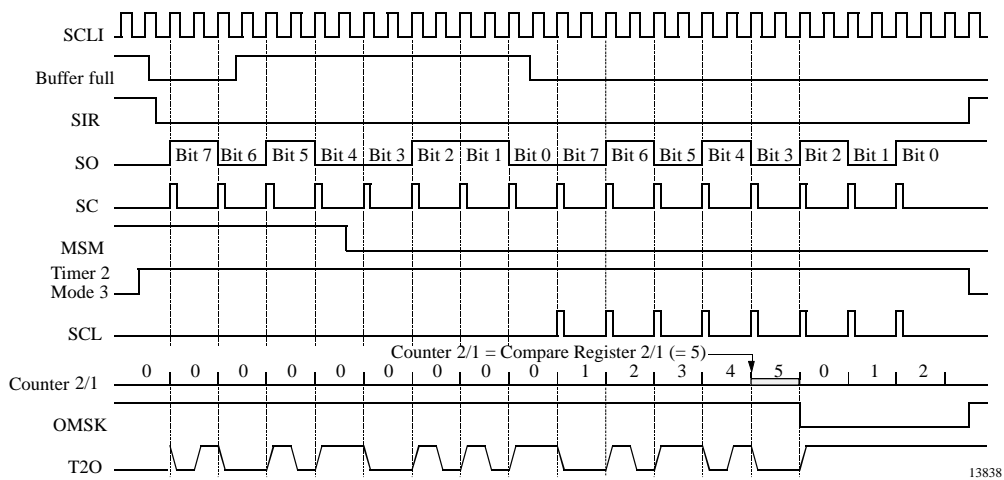 SCLI
Buffer full
SIR
SO
Bit 7 Bit 6 Bit 5 Bit 4 Bit 3 Bit 2 Bit 1 Bit 0 Bit 7 Bit 6 Bit 5 Bit 4 Bit 3 Bit 2 Bit 1 Bit 0
SC
MSM
Timer 2
Mode 3
SCL
Counter 2/1 = Compare Register 2/1 (= 5)
Counter 2/1
0 0 0 0 0 0 0 0 0 1 2 3 4 5 0 1 2
OMSK
T2O
13838